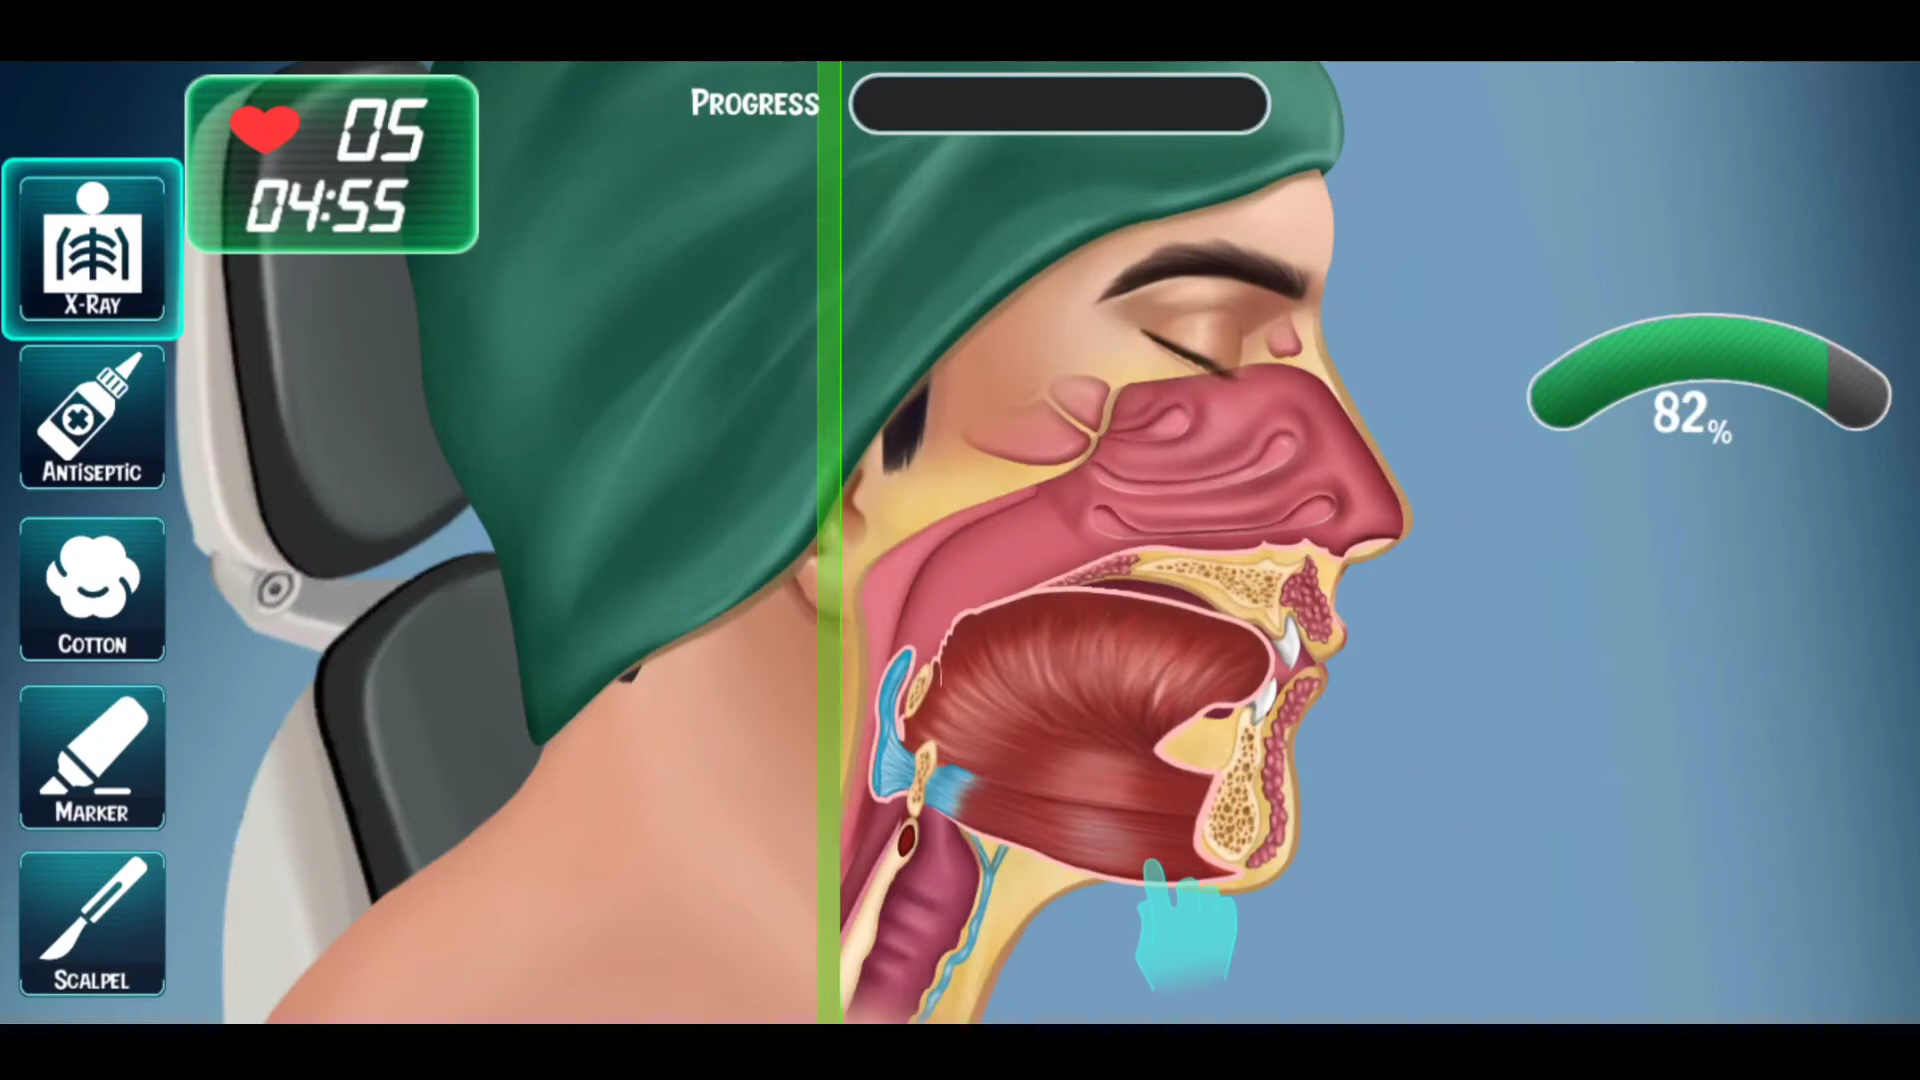 05
04:55
PROGRESS
X-RAY
ANTISEPTIC
82%
COTTON
MARKER
SCALPEL